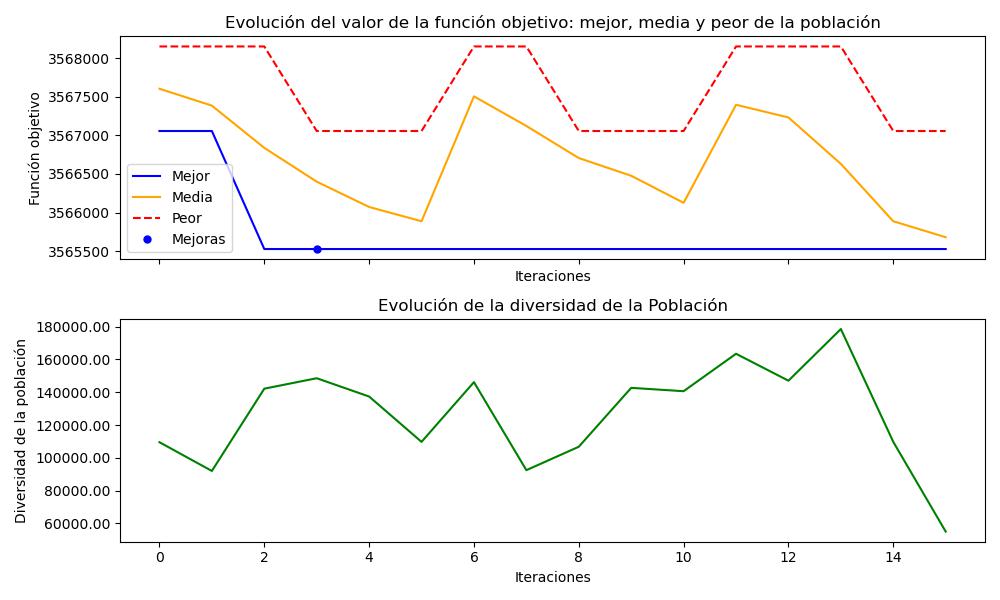 Evolución del valor de la función objetivo: mejor, media y peor de la población
Función objetivo
3568000
3567500
3567000
3566500
3566000
3565500
Mejor
Media
Peor
Mejoras
Iteraciones
Evolución de la diversidad de la Población
Diversidad de la población
180000.00
160000.00
140000.00
120000.00
100000.00
80000.00
60000.00
0 2 4 6 8 10 12 14
Iteraciones